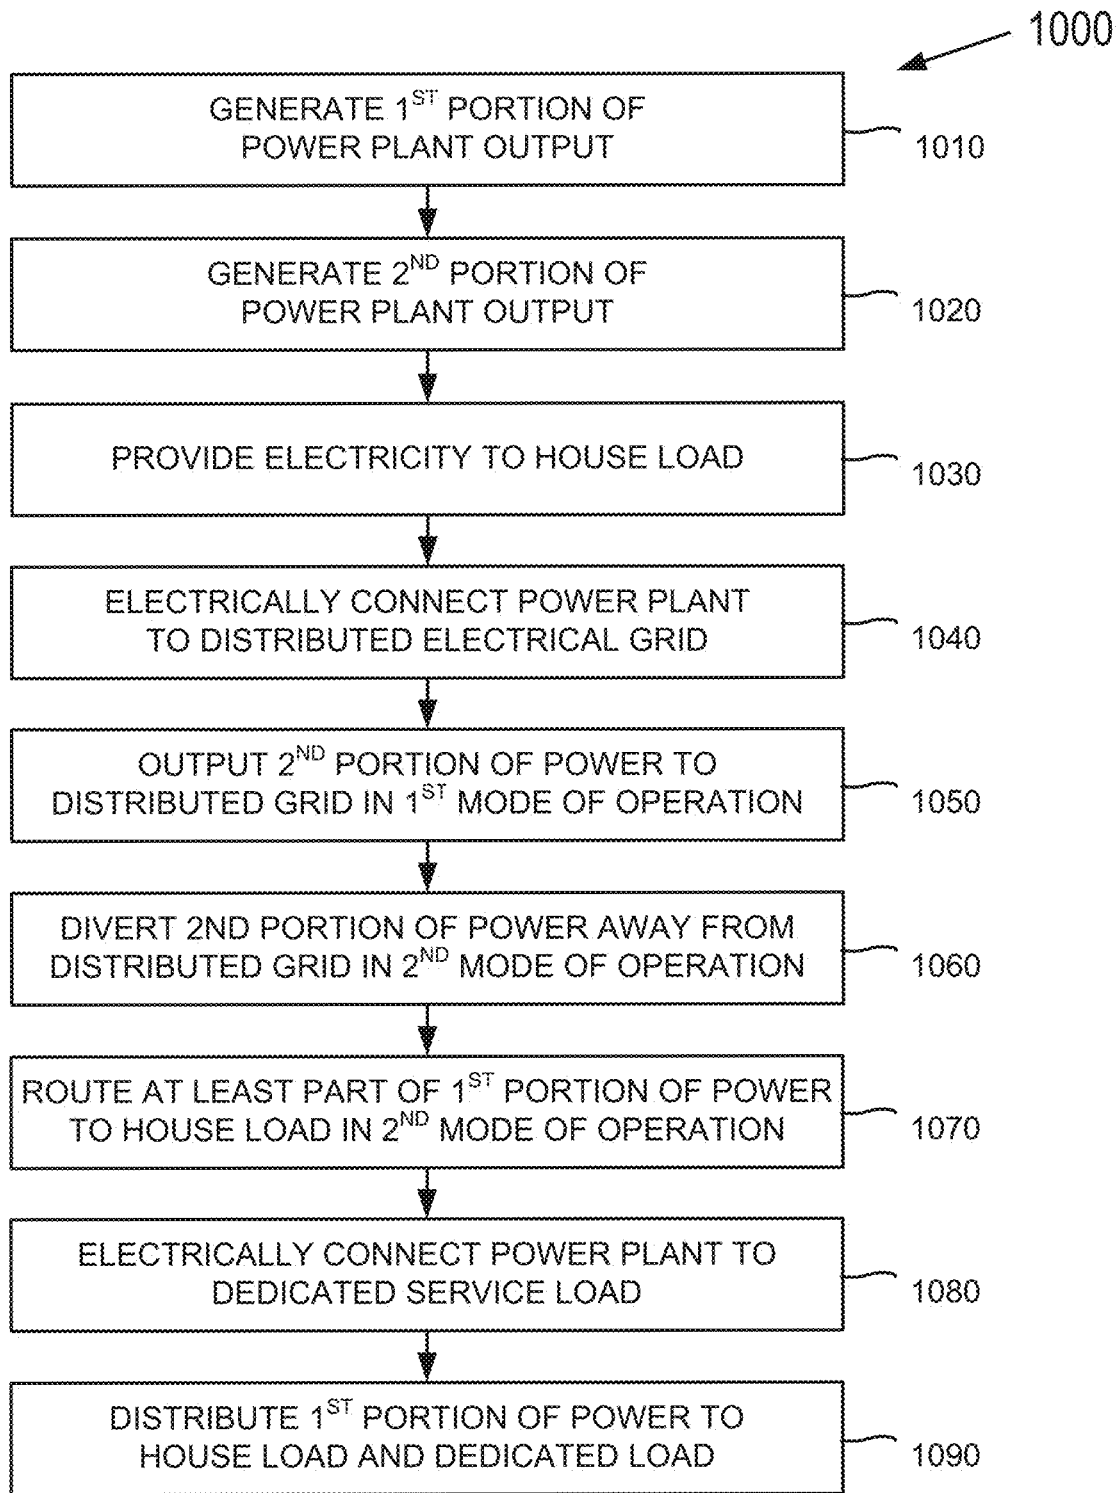 1000
GENERATE 1ST PORTION OF
POWER PLANT OUTPUT
1010
GENERATE 2ND PORTION OF
POWER PLANT OUTPUT
1020
PROVIDE ELECTRICITY TO HOUSE LOAD
1030
ELECTRICALLY CONNECT POWER PLANT
TO DISTRIBUTED ELECTRICAL GRID
1040
OUTPUT 2ND PORTION OF POWER TO
DISTRIBUTED GRID IN 1ST MODE OF OPERATION
1050
DIVERT 2ND PORTION OF POWER AWAY FROM
DISTRIBUTED GRID IN 2ND MODE OF OPERATION
1060
ROUTE AT LEAST PART OF 1ST PORTION OF POWER
TO HOUSE LOAD IN 2ND MODE OF OPERATION
1070
ELECTRICALLY CONNECT POWER PLANT TO
DEDICATED SERVICE LOAD
1080
DISTRIBUTE 1ST PORTION OF POWER TO
HOUSE LOAD AND DEDICATED LOAD
1090